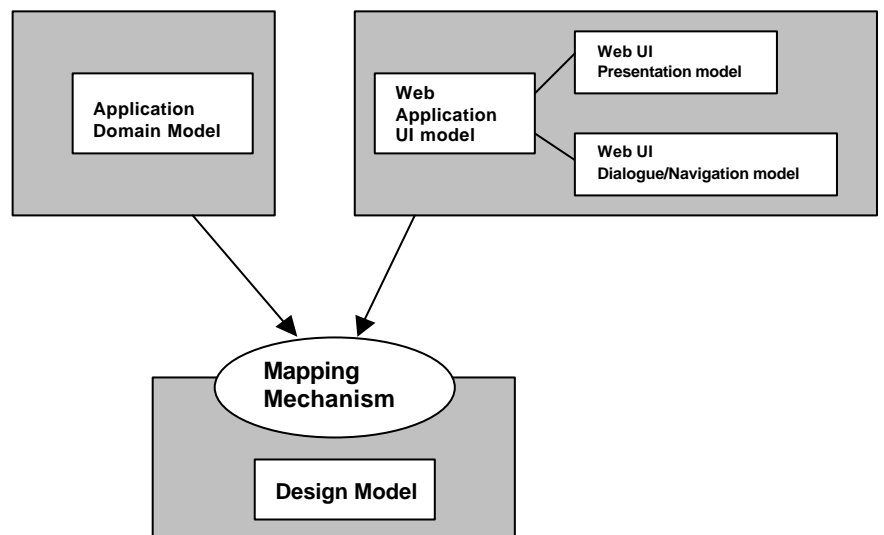 Application
Domain Model
Web
Application
UI model
Web UI
Presentation model
Web UI
Dialogue/Navigation model
Mapping
Mechanism
Design Model